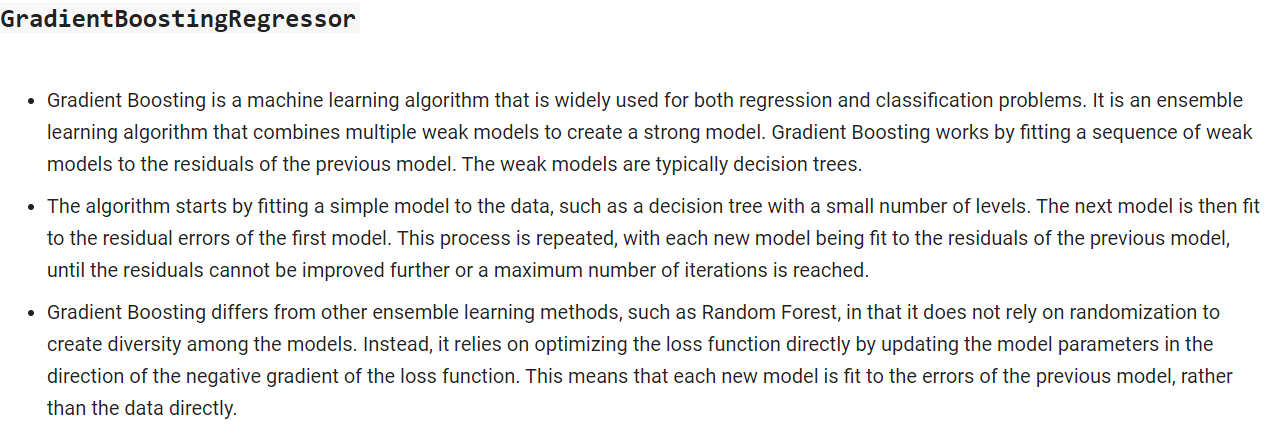 GradientBoostingRegressor
• Gradient Boosting is a machine learning algorithm that is widely used for both regression and classification problems. It is an ensemble
learning algorithm that combines multiple weak models to create a strong model. Gradient Boosting works by fitting a sequence of weak
models to the residuals of the previous model. The weak models are typically decision trees.
• The algorithm starts by fitting a simple model to the data, such as a decision tree with a small number of levels. The next model is then fit
to the residual errors of the first model. This process is repeated, with each new model being fit to the residuals of the previous model,
until the residuals cannot be improved further or a maximum number of iterations is reached.
• Gradient Boosting differs from other ensemble learning methods, such as Random Forest, in that it does not rely on randomization to
create diversity among the models. Instead, it relies on optimizing the loss function directly by updating the model parameters in the
direction of the negative gradient of the loss function. This means that each new model is fit to the errors of the previous model, rather
than the data directly.